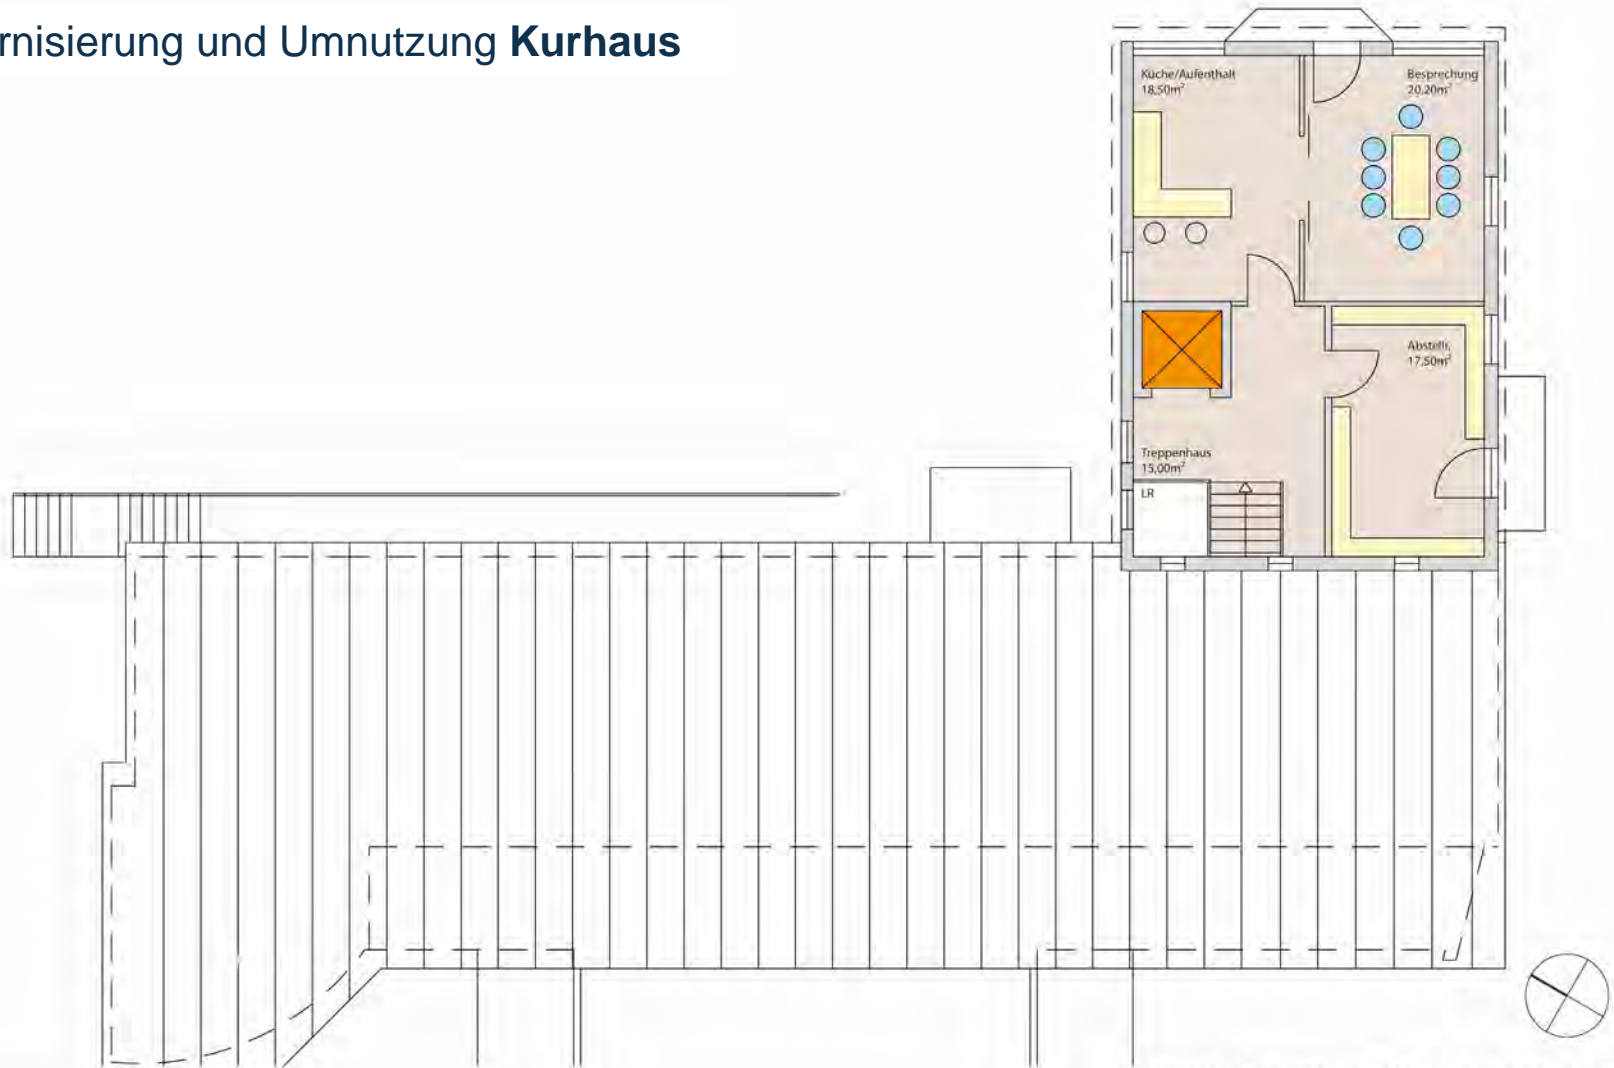 rnisierung und Umnutzung Kurhaus
Küche/Aufenthalt
18,50m²
Besprechung
20,20m²
Abstellr.
17,50m²
Treppenhaus
15,00m²
LR